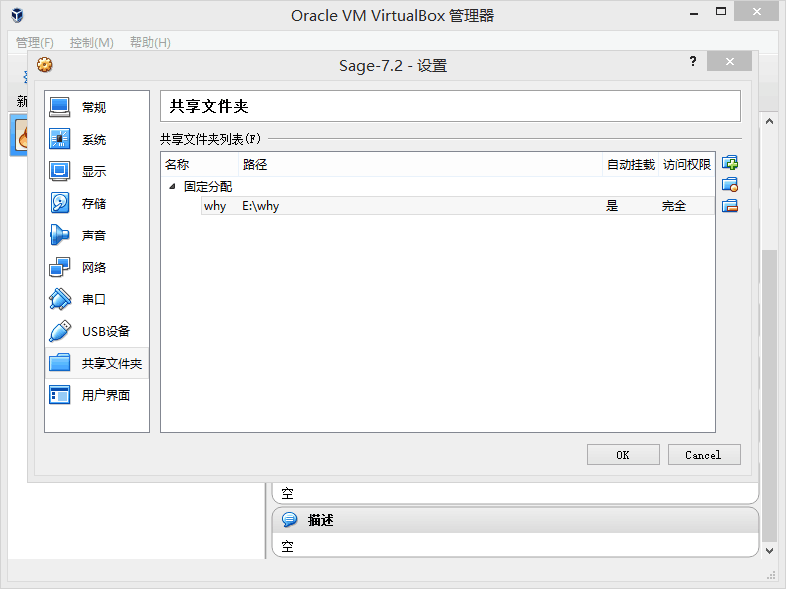 Oracle VM VirtualBox 管理器
管理(F) 控制(M) 帮助(H)
Sage-7.2 - 设置
?
新
常规
系统
显示
存储
声音
网络
串口
USB设备
共享文件夹
用户界面
共享文件夹
共享文件夹列表(F)
名称 路径 自动挂载 访问权限
固定分配
why E:\why 是 完全
OK Cancel
空
描述
空